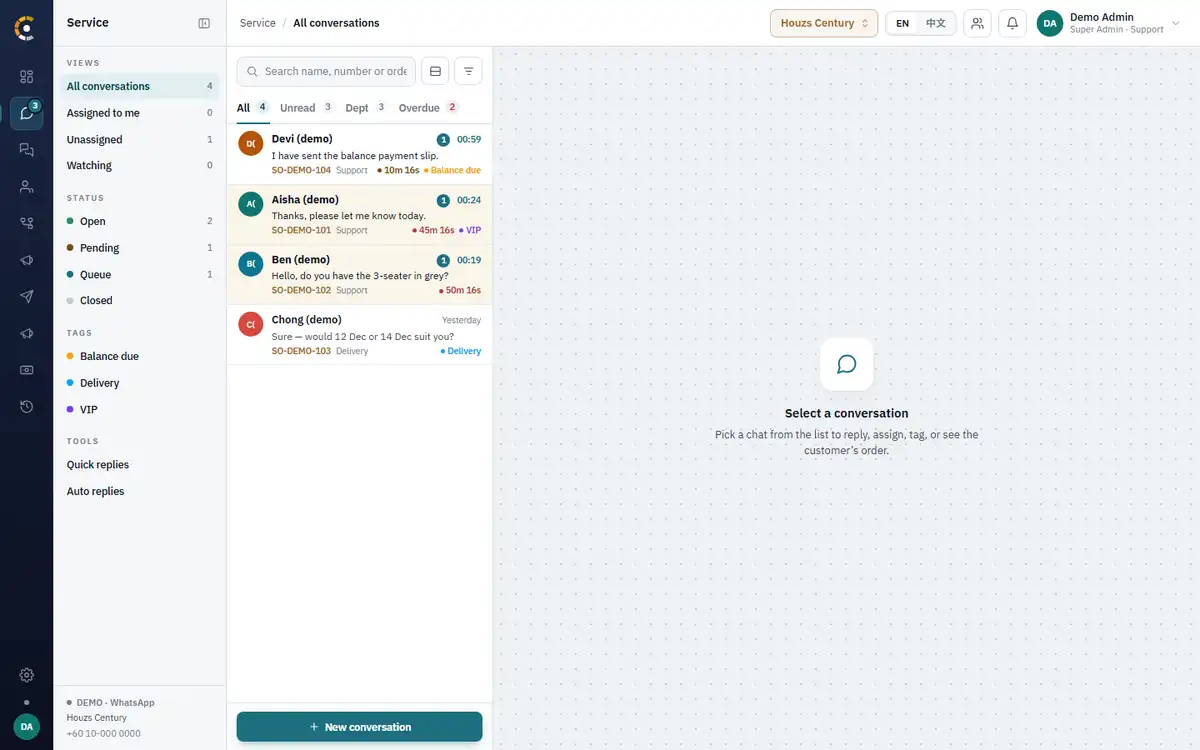 Service
Service / All conversations
Houzs Century
EN
中文
DA
Demo Admin
Super Admin · Support
3
VIEWS
All conversations 4
Assigned to me 0
Unassigned 1
Watching 0
STATUS
Open 2
Pending 1
Queue 1
Closed
TAGS
Balance due
Delivery
VIP
TOOLS
Quick replies
Auto replies
DEMO · WhatsApp
Houzs Century
+60 10-000 0000
DA
Search name, number or orde
All 4 Unread 3 Dept 3 Overdue 2
D(
Devi (demo) 1 00:59
I have sent the balance payment slip.
SO-DEMO-104 Support 10m 16s Balance due
A(
Aisha (demo) 1 00:24
Thanks, please let me know today.
SO-DEMO-101 Support 45m 16s VIP
B(
Ben (demo) 1 00:19
Hello, do you have the 3-seater in grey?
SO-DEMO-102 Support 50m 16s
C(
Chong (demo) Yesterday
Sure — would 12 Dec or 14 Dec suit you?
SO-DEMO-103 Delivery Delivery
+ New conversation
Select a conversation
Pick a chat from the list to reply, assign, tag, or see the
customer's order.